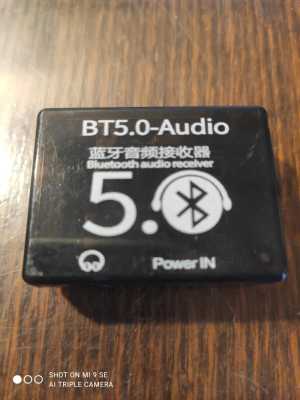 BT5.0-Audio
蓝牙音频接收器
Bluetooth audio receiver
5.
Power IN
SHOT ON MI 9 SE
AI TRIPLE CAMERA